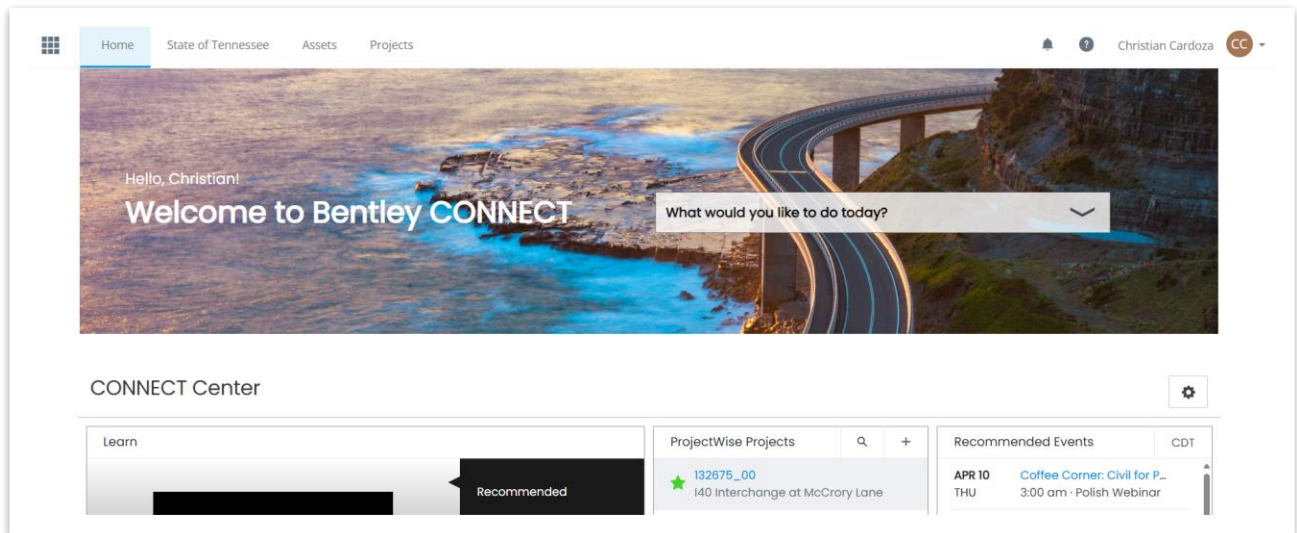 Home State of Tennessee Assets Projects Christian Cardoza CC
Hello, Christian!
Welcome to Bentley CONNECT
What would you like to do today?
CONNECT Center
Learn
Recommended
ProjectWise Projects
132675_00
I40 Interchange at McCrory Lane
Recommended Events CDT
APR 10 Coffee Corner: Civil for P...
THU 3:00 am · Polish Webinar